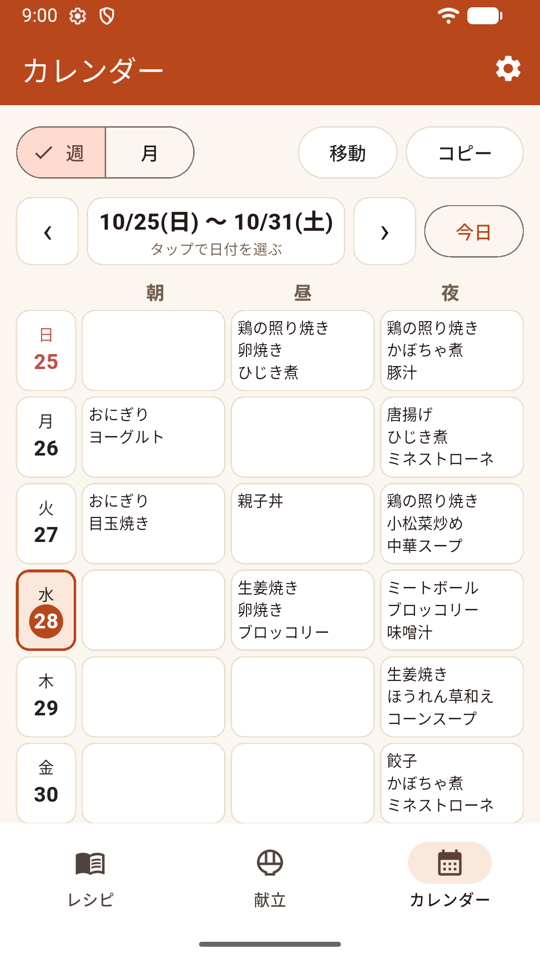 9:00
カレンダー
週
月
移動
コピー
10/25(日) 〜 10/31(土)
タップで日付を選ぶ
今日
朝
昼
夜
日
25
鶏の照り焼き
卵焼き
ひじき煮
鶏の照り焼き
かぼちゃ煮
豚汁
月
26
おにぎり
ヨーグルト
唐揚げ
ひじき煮
ミネストローネ
火
27
おにぎり
目玉焼き
親子丼
鶏の照り焼き
小松菜炒め
中華スープ
水
28
生姜焼き
卵焼き
ブロッコリー
ミートボール
ブロッコリー
味噌汁
木
29
生姜焼き
ほうれん草和え
コーンスープ
金
30
餃子
かぼちゃ煮
ミネストローネ
レシピ
献立
カレンダー